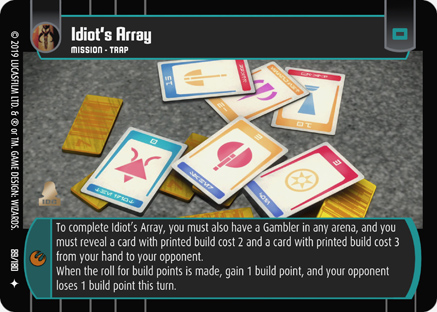 Idiot's Array
MISSION - TRAP
To complete Idiot's Array, you must also have a Gambler in any arena, and you
must reveal a card with printed build cost 2 and a card with printed build cost 3
from your hand to your opponent.
When the roll for build points is made, gain 1 build point, and your opponent
loses 1 build point this turn.
© 2019 LUCASFILM LTD. & ® or TM. GAME DESIGN, WIZARDS.